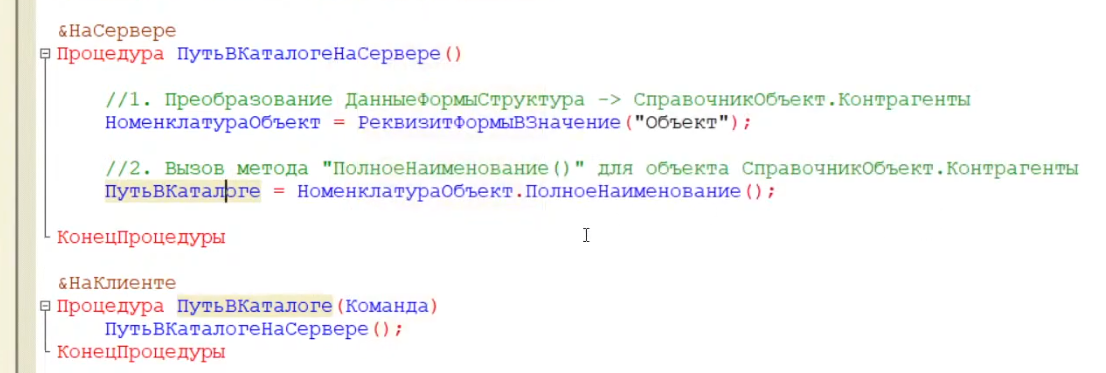 &НаСервере
Процедура ПутьВКаталогеНаСервере()
//1. Преобразование ДанныеФормыСтруктура -> СправочникОбъект.Контрагенты
НоменклатураОбъект = РеквизитФормыВЗначение("Объект");
//2. Вызов метода "ПолноеНаименование()" для объекта СправочникОбъект.Контрагенты
ПутьВКаталоге = НоменклатураОбъект.ПолноеНаименование();
КонецПроцедуры
&НаКлиенте
Процедура ПутьВКаталоге(Команда)
ПутьВКаталогеНаСервере();
КонецПроцедуры